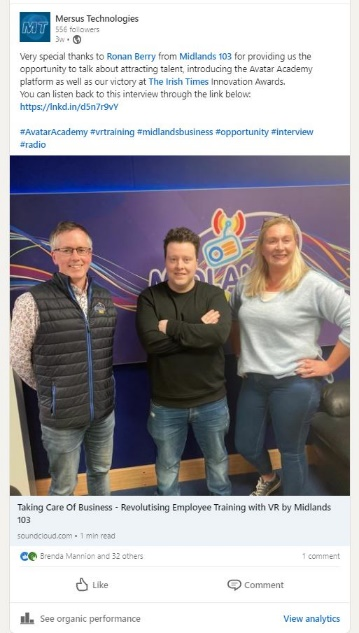 MT
Mersus Technologies
556 followers
3w •
Very special thanks to Ronan Berry from Midlands 103 for providing us the
opportunity to talk about attracting talent, introducing the Avatar Academy
platform as well as our victory at The Irish Times Innovation Awards.
You can listen back to this interview through the link below:
https://lnkd.in/d5n7r9vY
#AvatarAcademy #vrtraining #midlandsbusiness #opportunity #interview
#radio
Taking Care Of Business - Revolutising Employee Training with VR by Midlands
103
soundcloud.com • 1 min read
Brenda Mannion and 32 others
1 comment
Like
Comment
See organic performance
View analytics